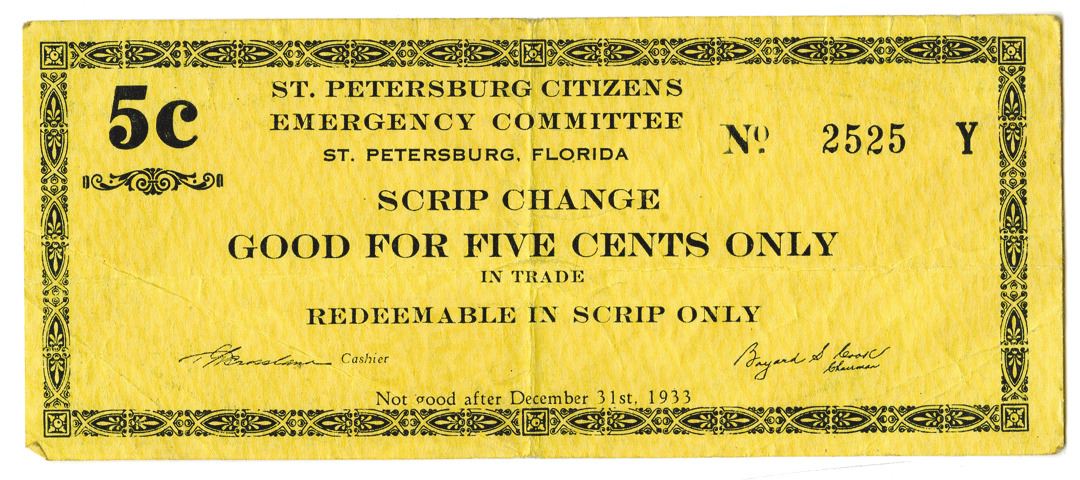 5c
ST. PETERSBURG CITIZENS
EMERGENCY COMMITTEE
ST. PETERSBURG, FLORIDA
No. 2525 Y
SCRIP CHANGE
GOOD FOR FIVE CENTS ONLY
IN TRADE
REDEEMABLE IN SCRIP ONLY
Cashier
Bayard S. Cook
Chairman
Not good after December 31st, 1933